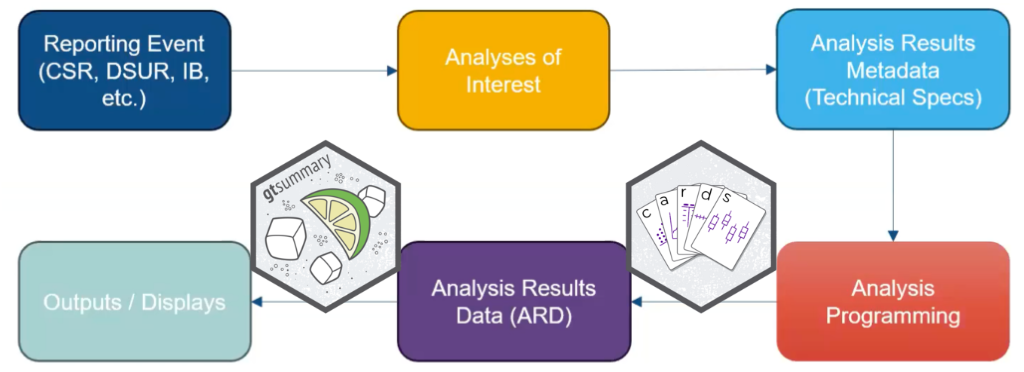 Reporting Event
(CSR, DSUR, IB,
etc.)
Analyses of
Interest
Analysis Results
Metadata
(Technical Specs)
gtsummary
c a r d s
Outputs / Displays
Analysis Results
Data (ARD)
Analysis
Programming